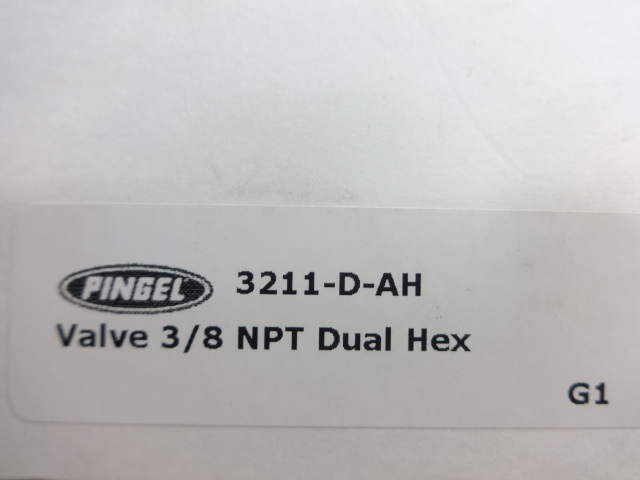 PINGEL 3211-D-AH
Valve 3/8 NPT Dual Hex
G1